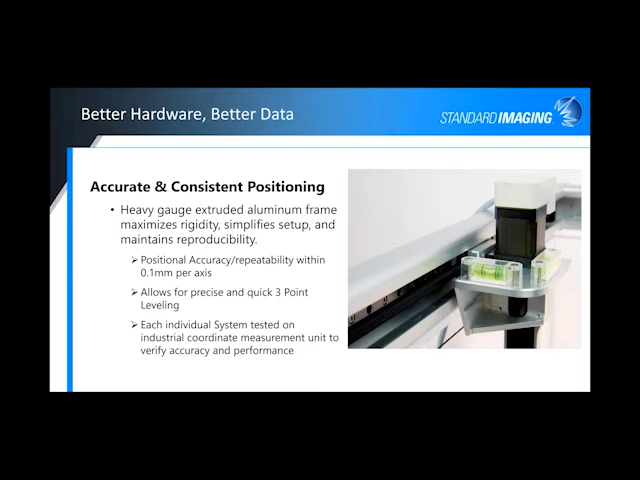 Better Hardware, Better Data
STANDARD IMAGING
Accurate & Consistent Positioning
• Heavy gauge extruded aluminum frame
maximizes rigidity, simplifies setup, and
maintains reproducibility.
➢ Positional Accuracy/repeatability within
0.1mm per axis
➢ Allows for precise and quick 3 Point
Leveling
➢ Each individual System tested on
industrial coordinate measurement unit to
verify accuracy and performance